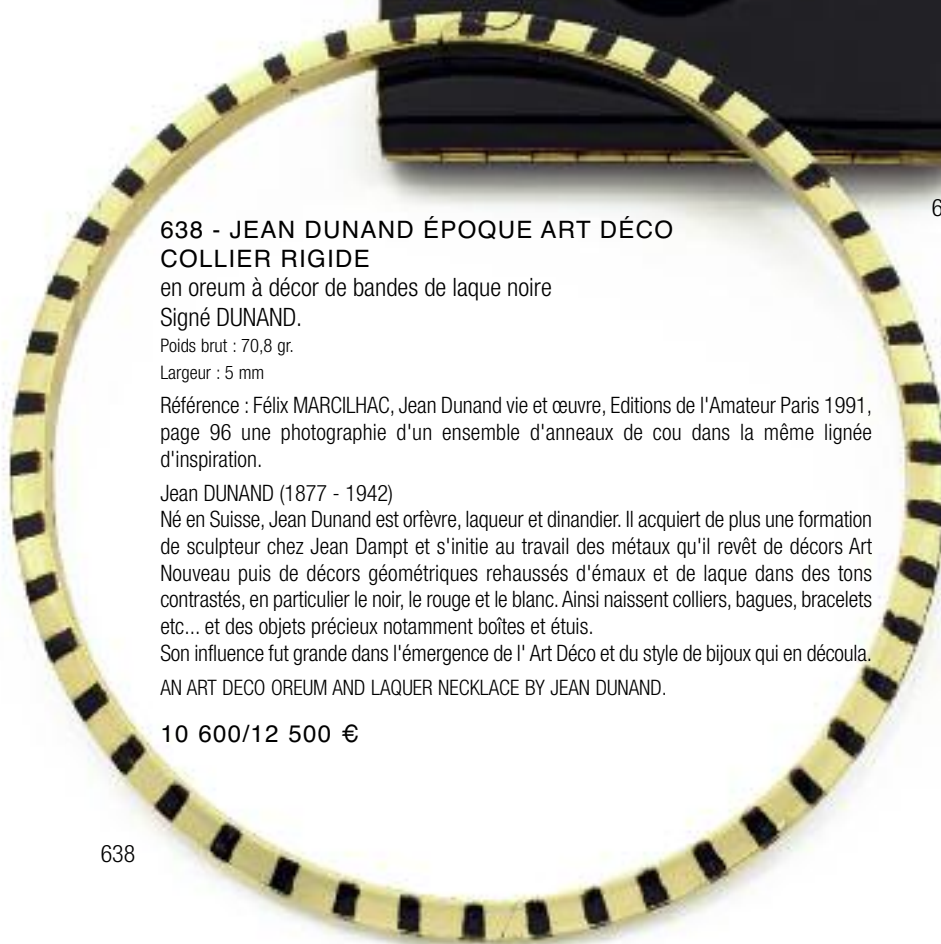 638 - JEAN DUNAND ÉPOQUE ART DÉCO
COLLIER RIGIDE
en oreum à décor de bandes de laque noire
Signé DUNAND.
Poids brut : 70,8 gr.
Largeur : 5 mm
Référence : Félix MARCILHAC, Jean Dunand vie et œuvre, Editions de l'Amateur Paris 1991,
page 96 une photographie d'un ensemble d'anneaux de cou dans la même lignée
d'inspiration.
Jean DUNAND (1877 - 1942)
Né en Suisse, Jean Dunand est orfèvre, laqueur et dinandier. Il acquiert de plus une formation
de sculpteur chez Jean Dampt et s'initie au travail des métaux qu'il revêt de décors Art
Nouveau puis de décors géométriques rehaussés d'émaux et de laque dans des tons
contrastés, en particulier le noir, le rouge et le blanc. Ainsi naissent colliers, bagues, bracelets
etc... et des objets précieux notamment boîtes et étuis.
Son influence fut grande dans l'émergence de l' Art Déco et du style de bijoux qui en découla.
AN ART DECO OREUM AND LAQUER NECKLACE BY JEAN DUNAND.
10 600/12 500 €
638